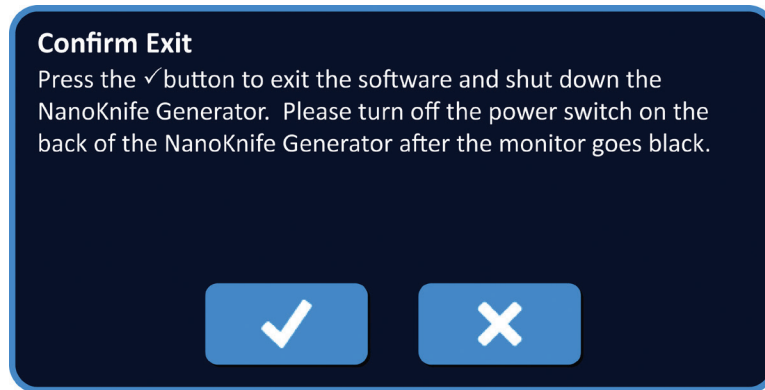 Confirm Exit
Press the ✓ button to exit the software and shut down the
NanoKnife Generator.  Please turn off the power switch on the
back of the NanoKnife Generator after the monitor goes black.